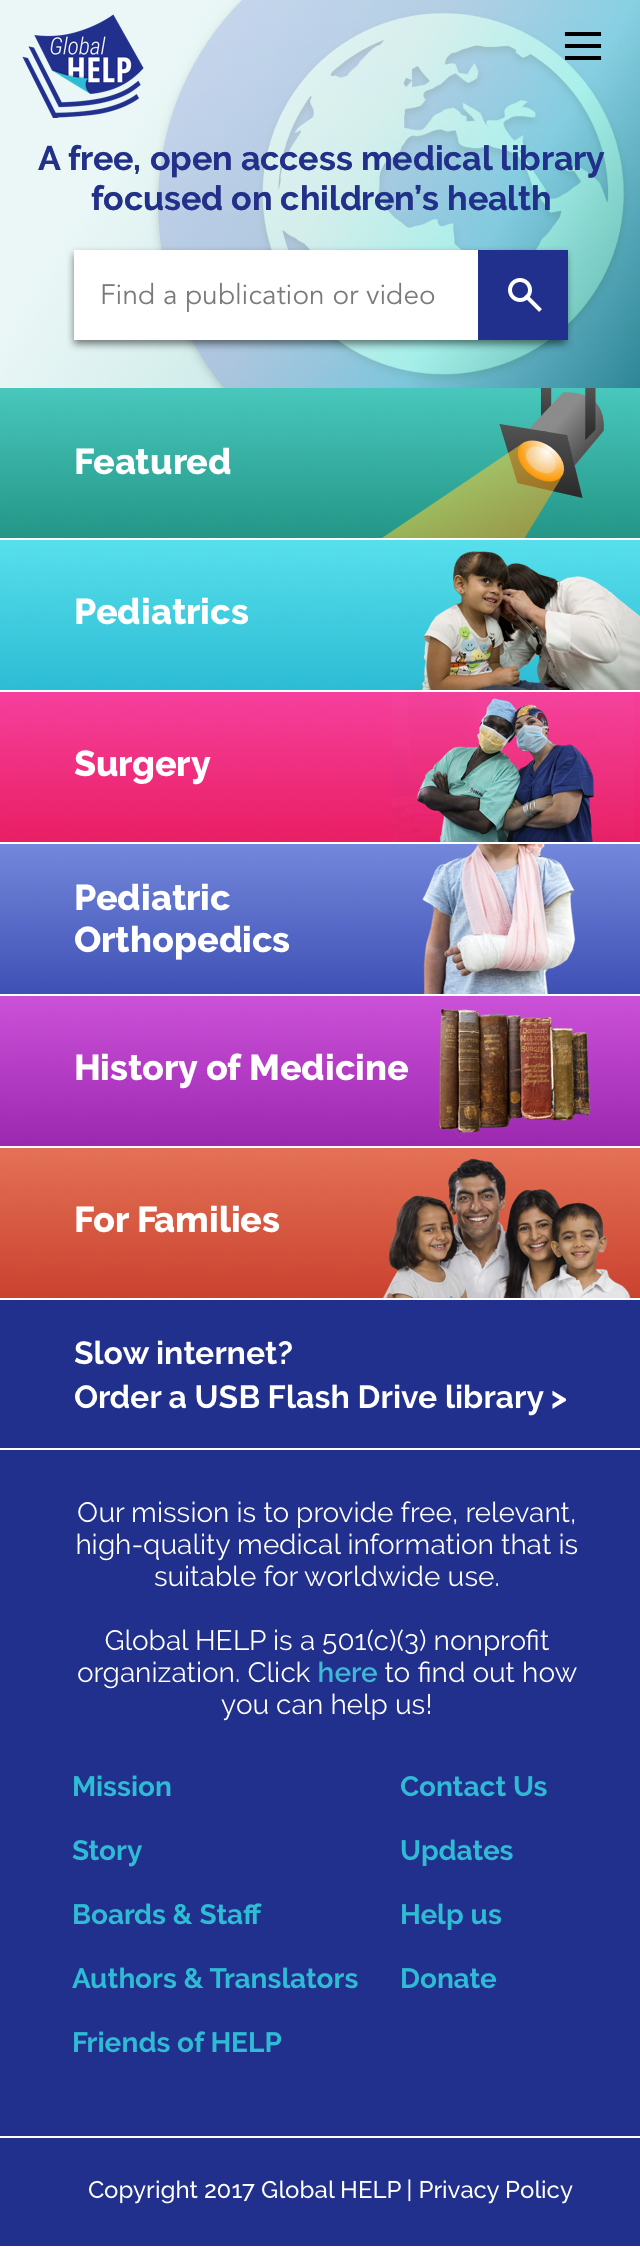 Global
HELP
A free, open access medical library
focused on children's health
Find a publication or video
Featured
Pediatrics
Surgery
Pediatric
Orthopedics
History of Medicine
For Families
Slow internet?
Order a USB Flash Drive library >
Our mission is to provide free, relevant,
high-quality medical information that is
suitable for worldwide use.
Global HELP is a 501(c)(3) nonprofit
organization. Click here to find out how
you can help us!
Mission
Contact Us
Story
Updates
Boards & Staff
Help us
Authors & Translators
Donate
Friends of HELP
Copyright 2017 Global HELP | Privacy Policy